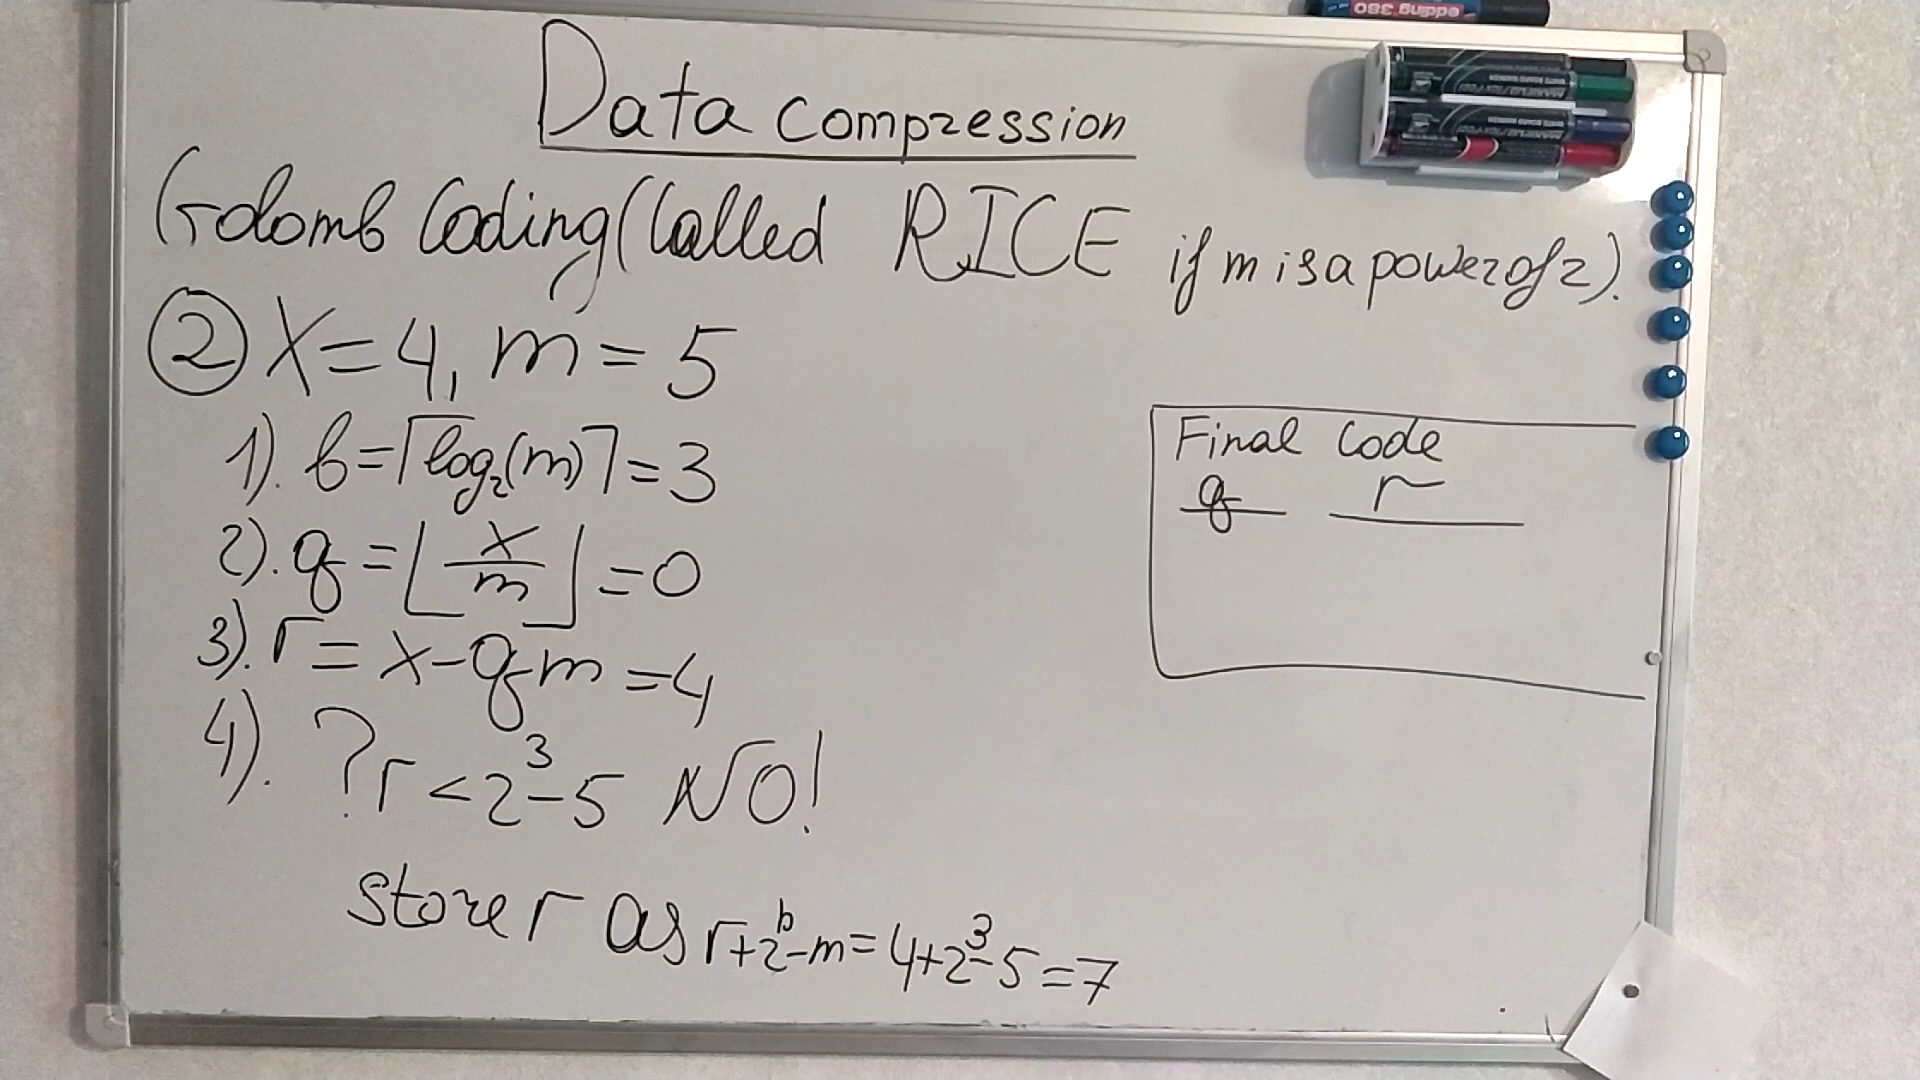 edding 380
Data compression
Golomb Coding (Called RICE if m is a power of 2).
② X = 4, m = 5
1). b = ⌈log₂(m)⌉ = 3
2). q = ⌊x/m⌋ = 0
3). r = x - q m = 4
4). ? r < 2³ - 5 NO!
store r as r + 2ᵇ - m = 4 + 2³ - 5 = 7
Final Code
q r